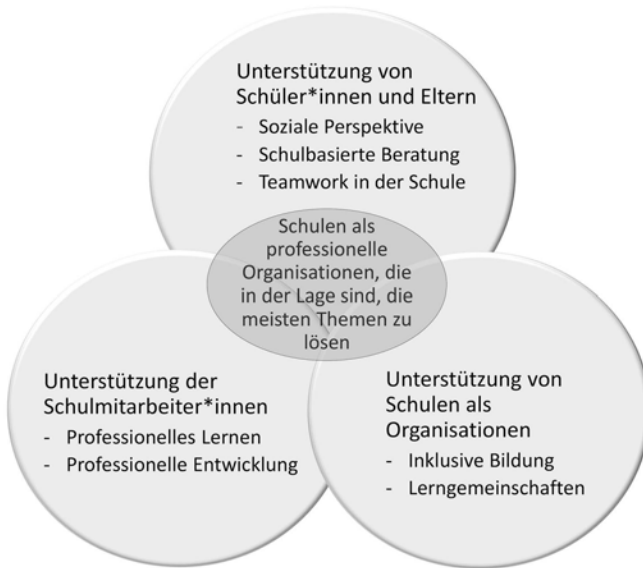 Unterstützung von
Schüler*innen und Eltern
- Soziale Perspektive
- Schulbasierte Beratung
- Teamwork in der Schule
Schulen als
professionelle
Organisationen, die
in der Lage sind, die
meisten Themen zu
lösen
Unterstützung der
Schulmitarbeiter*innen
- Professionelles Lernen
- Professionelle Entwicklung
Unterstützung von
Schulen als
Organisationen
- Inklusive Bildung
- Lerngemeinschaften